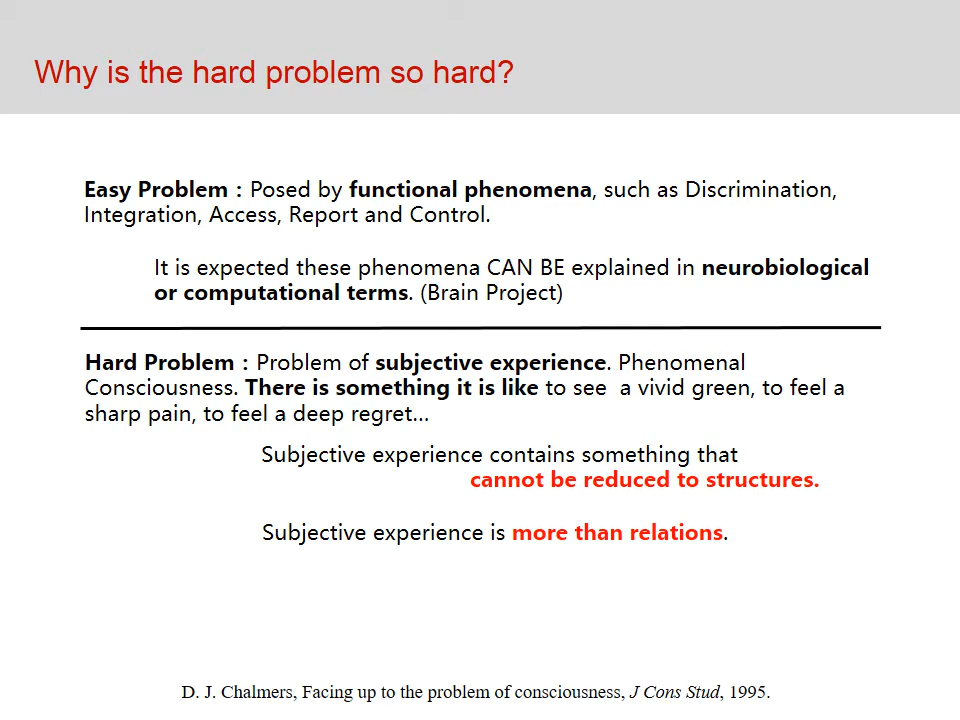 Why is the hard problem so hard?
Easy Problem : Posed by functional phenomena, such as Discrimination,
Integration, Access, Report and Control.
It is expected these phenomena CAN BE explained in neurobiological
or computational terms. (Brain Project)
Hard Problem : Problem of subjective experience. Phenomenal
Consciousness. There is something it is like to see  a vivid green, to feel a
sharp pain, to feel a deep regret…
Subjective experience contains something that
cannot be reduced to structures.
Subjective experience is more than relations.
D. J. Chalmers, Facing up to the problem of consciousness, J Cons Stud, 1995.